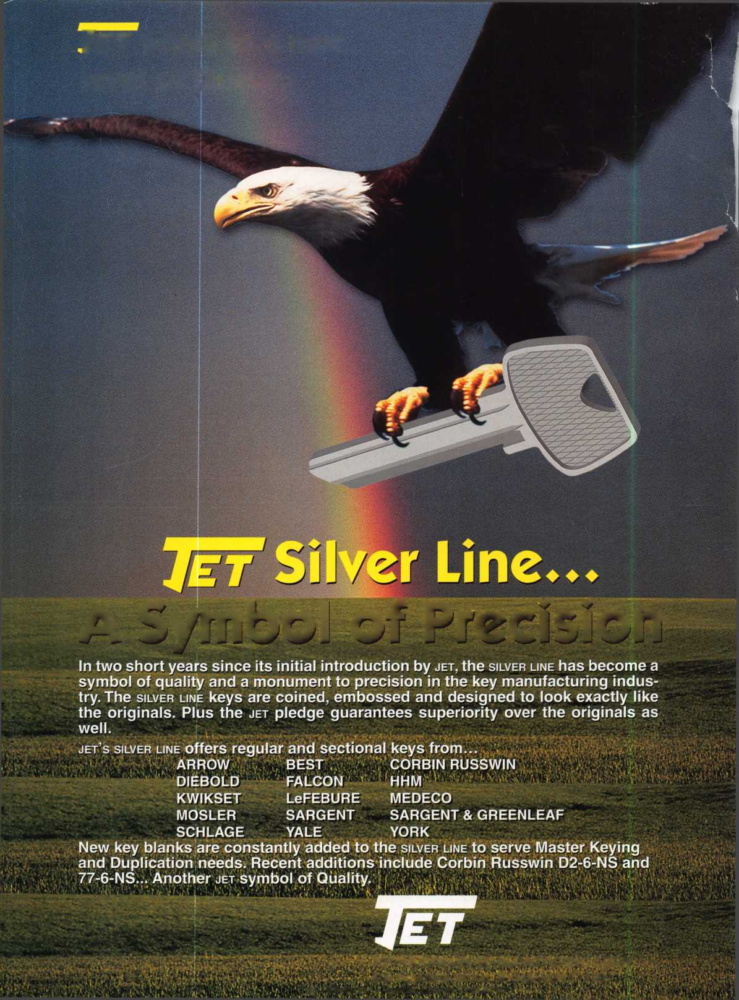 JET Silver Line...
A Symbol of Precision
In two short years since its initial introduction by JET, the SILVER LINE has become a
symbol of quality and a monument to precision in the key manufacturing indus-
try. The SILVER LINE keys are coined, embossed and designed to look exactly like
the originals. Plus the JET pledge guarantees superiority over the originals as
well.
JET'S SILVER LINE offers regular and sectional keys from...
ARROW BEST CORBIN RUSSWIN
DIEBOLD FALCON HHM
KWIKSET LeFEBURE MEDECO
MOSLER SARGENT SARGENT & GREENLEAF
SCHLAGE YALE YORK
New key blanks are constantly added to the SILVER LINE to serve Master Keying
and Duplication needs. Recent additions include Corbin Russwin D2-6-NS and
77-6-NS... Another JET symbol of Quality.
JET